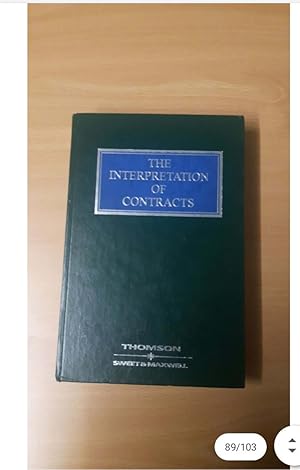 THE
INTERPRETATION
OF
CONTRACTS
THOMSON
SWEET & MAXWELL
89/103